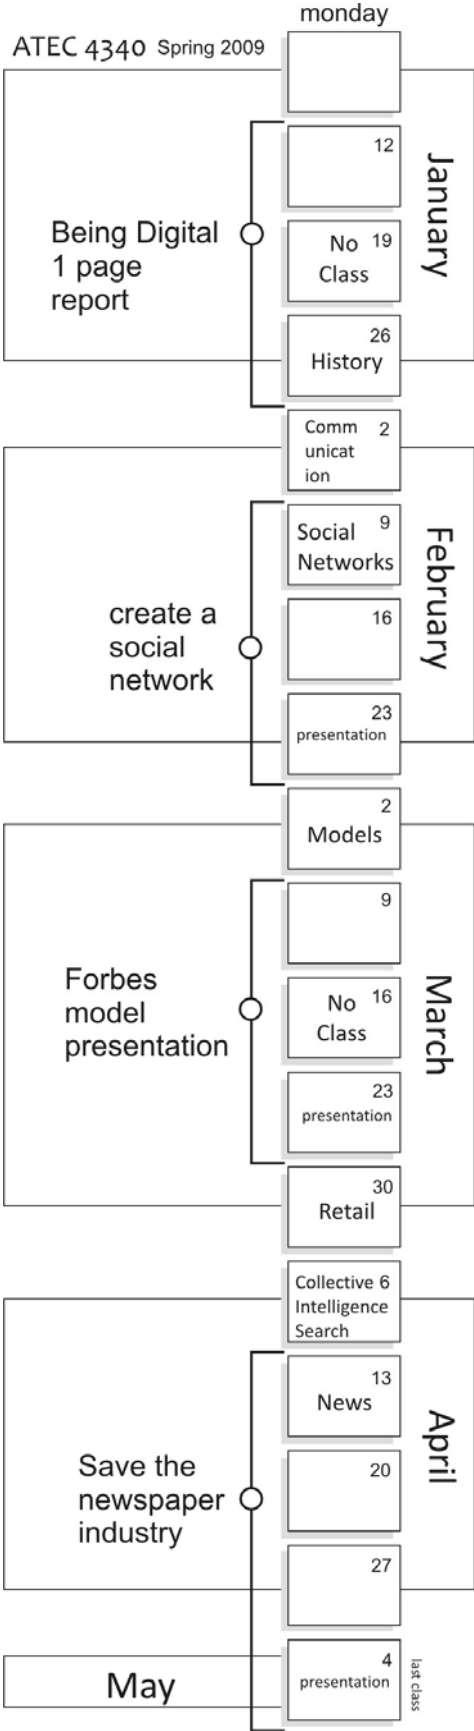 monday
ATEC 4340 Spring 2009
12
January
Being Digital
1 page
report
No 19
Class
26
History
Comm 2
unicat
ion
February
9
Social
Networks
create a
social
network
16
23
presentation
2
Models
9
March
Forbes
model
presentation
No 16
Class
23
presentation
30
Retail
Collective 6
Intelligence
Search
April
13
News
Save the
newspaper
industry
20
27
May
4
presentation
last class